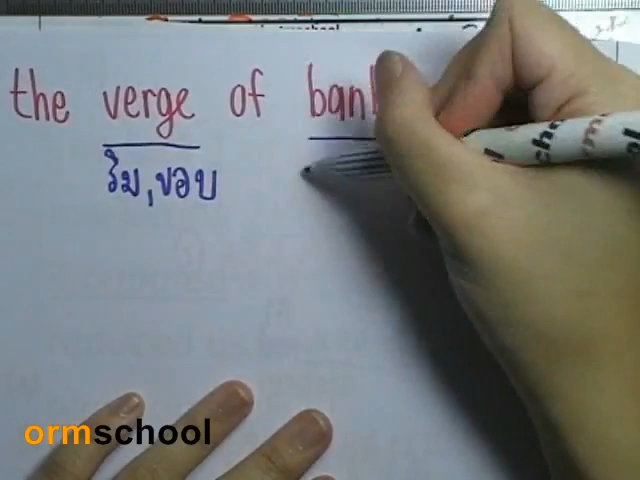 the verge of
ริม, ขอบ
ormschool